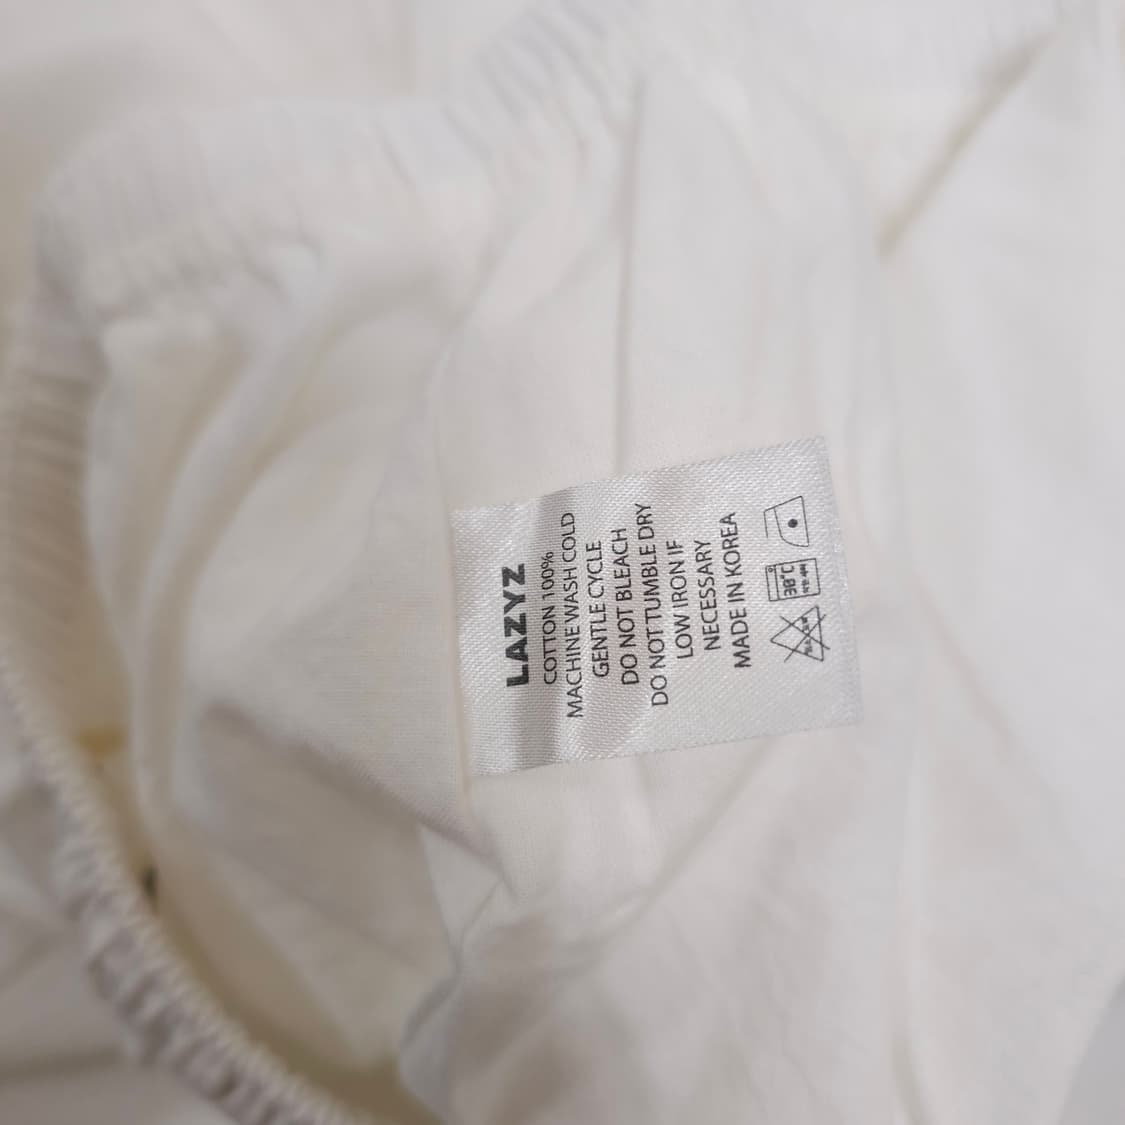 LAZYZ
COTTON 100%
MACHINE WASH COLD
GENTLE CYCLE
DO NOT BLEACH
DO NOT TUMBLE DRY
LOW IRON IF
NECESSARY
MADE IN KOREA
30°C